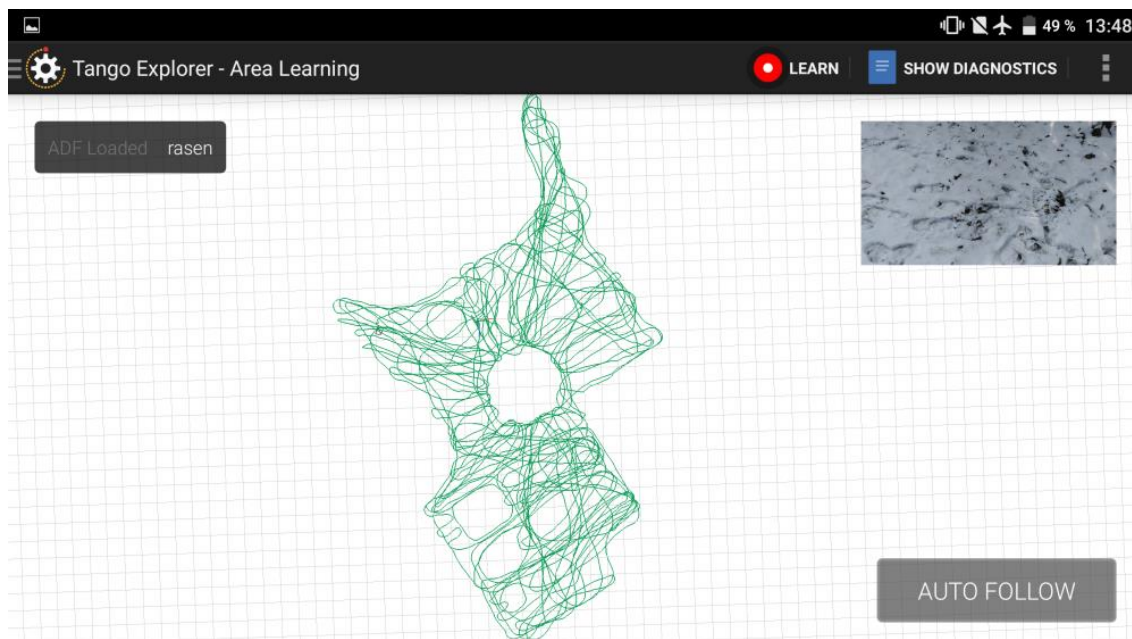 49 % 13:48
Tango Explorer - Area Learning
LEARN
SHOW DIAGNOSTICS
ADF Loaded rasen
AUTO FOLLOW